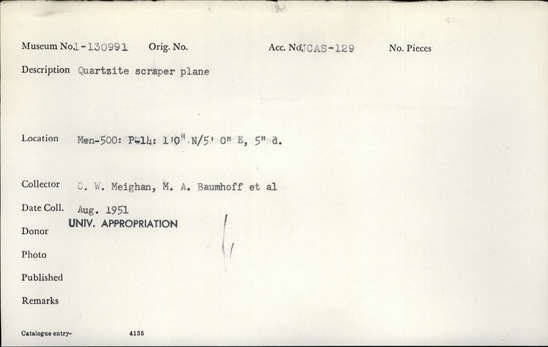 Museum No. 1-130991 Orig. No. Acc. No. UCAS-129 No. Pieces
Description Quartzite scraper plane
Location Men-500: P-14: 1'0" N/5' 0" E, 5" d.
Collector C. W. Meighan, M. A. Baumhoff et al
Date Coll. Aug. 1951
UNIV. APPROPRIATION
Donor
Photo
Published
Remarks
Catalogue entry- 4135